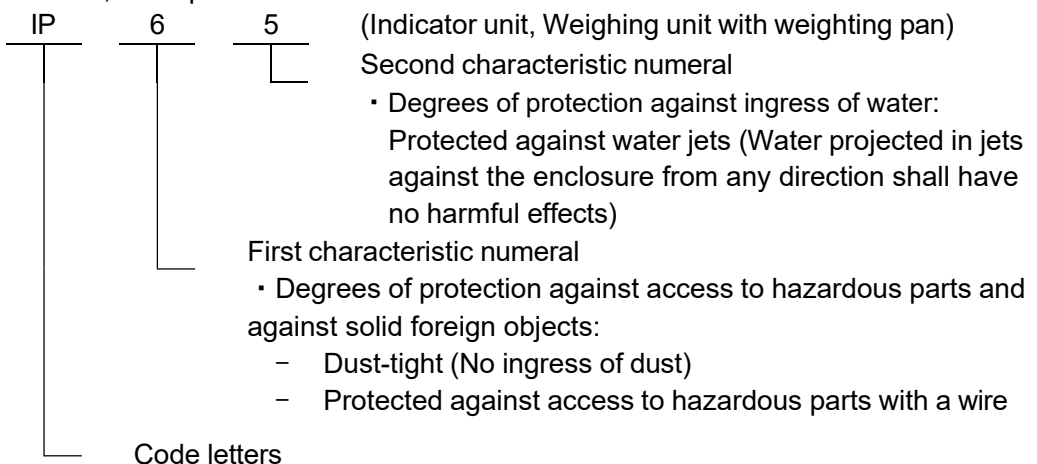 IP 6 5 (Indicator unit, Weighing unit with weighting pan)
Second characteristic numeral
・Degrees of protection against ingress of water:
Protected against water jets (Water projected in jets
against the enclosure from any direction shall have
no harmful effects)
First characteristic numeral
・Degrees of protection against access to hazardous parts and
against solid foreign objects:
− Dust-tight (No ingress of dust)
− Protected against access to hazardous parts with a wire
Code letters